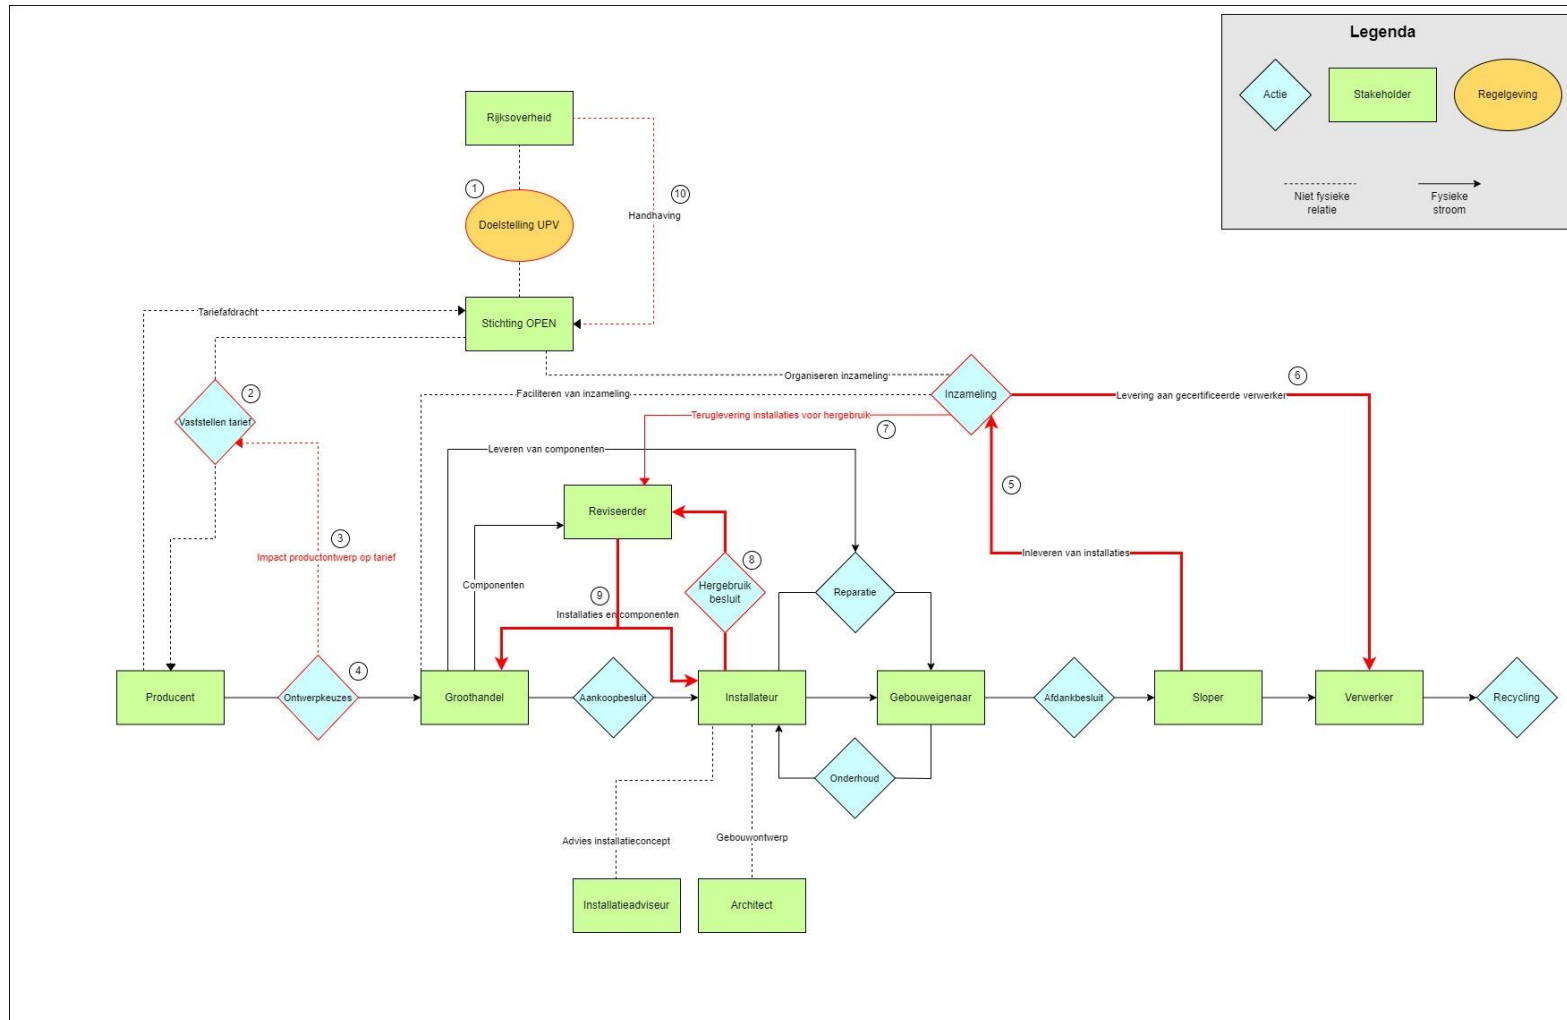 Legenda
Actie
Stakeholder
Regelgeving
Niet fysieke
relatie
Fysieke
stroom
Rijksoverheid
1
10
Handhaving
Doelstelling UPV
Tariefafdracht
Stichting OPEN
Organiseren inzameling
6
2
Faciliteren van inzameling
Inzameling
Levering aan gecertificeerde verwerker
Vaststellen tarief
Teruglevering installaties voor hergebruik
7
Leveren van componenten
5
Reviseerder
3
Impact productontwerp op tarief
Inleveren van installaties
8
Componenten
Hergebruik
besluit
Reparatie
9
Installaties en componenten
4
Producent
Ontwerpkeuzes
Groothandel
Aankoopbesluit
Installateur
Gebouweigenaar
Afdankbesluit
Sloper
Verwerker
Recycling
Onderhoud
Advies installatieconcept
Gebouwontwerp
Installatieadviseur
Architect